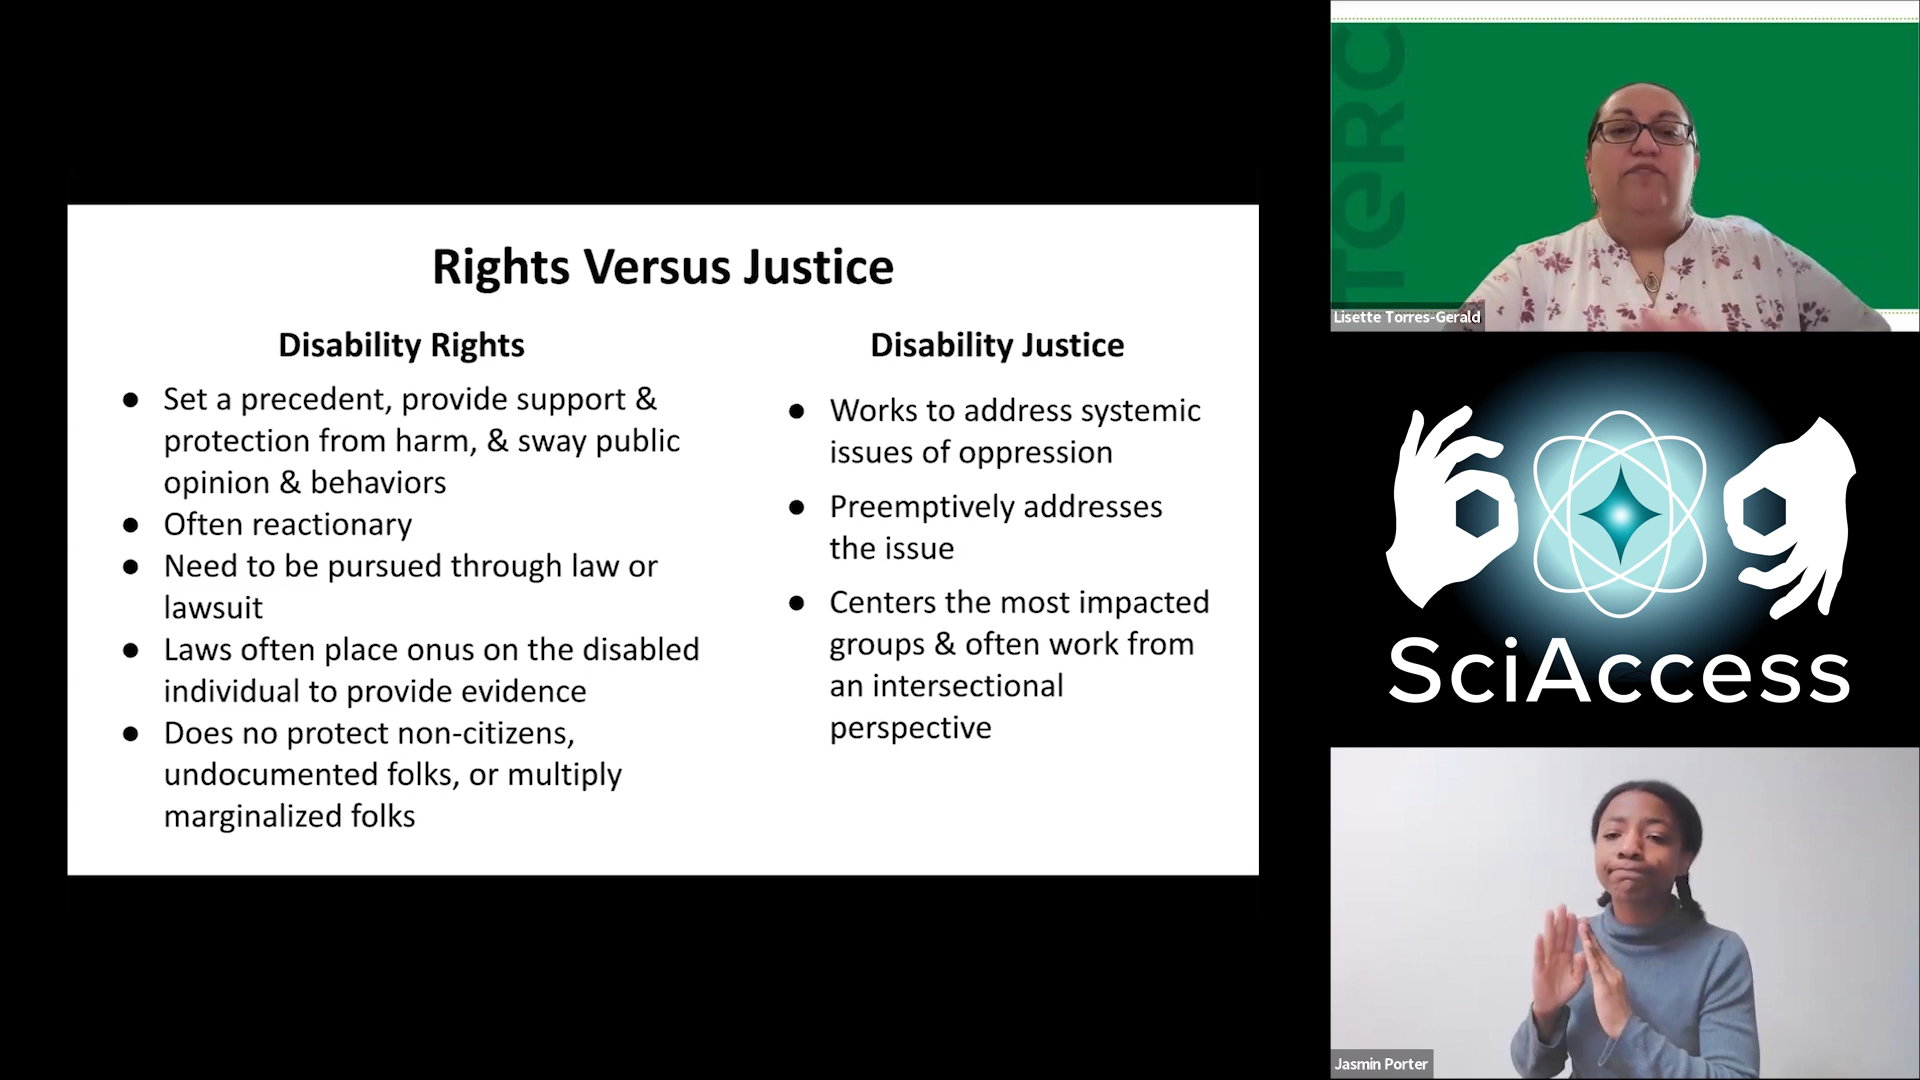 Rights Versus Justice
Disability Rights
● Set a precedent, provide support &
protection from harm, & sway public
opinion & behaviors
● Often reactionary
● Need to be pursued through law or
lawsuit
● Laws often place onus on the disabled
individual to provide evidence
● Does no protect non-citizens,
undocumented folks, or multiply
marginalized folks
Disability Justice
● Works to address systemic
issues of oppression
● Preemptively addresses
the issue
● Centers the most impacted
groups & often work from
an intersectional
perspective
TeRC
Lisette Torres-Gerald
SciAccess
Jasmin Porter